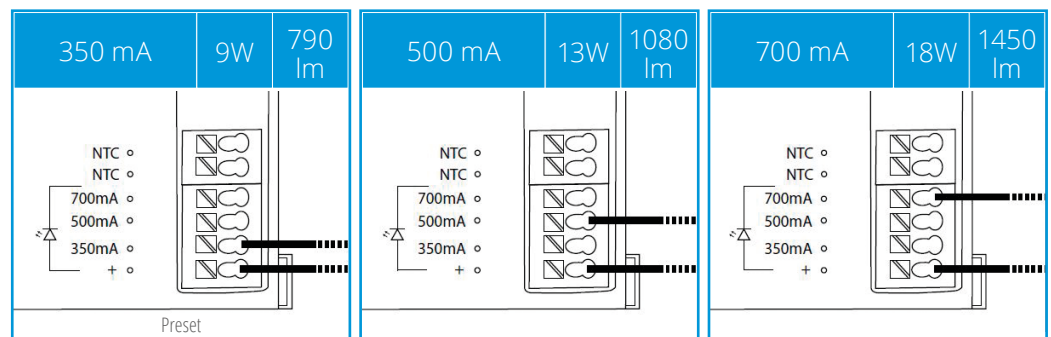 350 mA 9W 790 lm
NTC
NTC
700mA
500mA
350mA
+
Preset
500 mA 13W 1080 lm
NTC
NTC
700mA
500mA
350mA
+
700 mA 18W 1450 lm
NTC
NTC
700mA
500mA
350mA
+